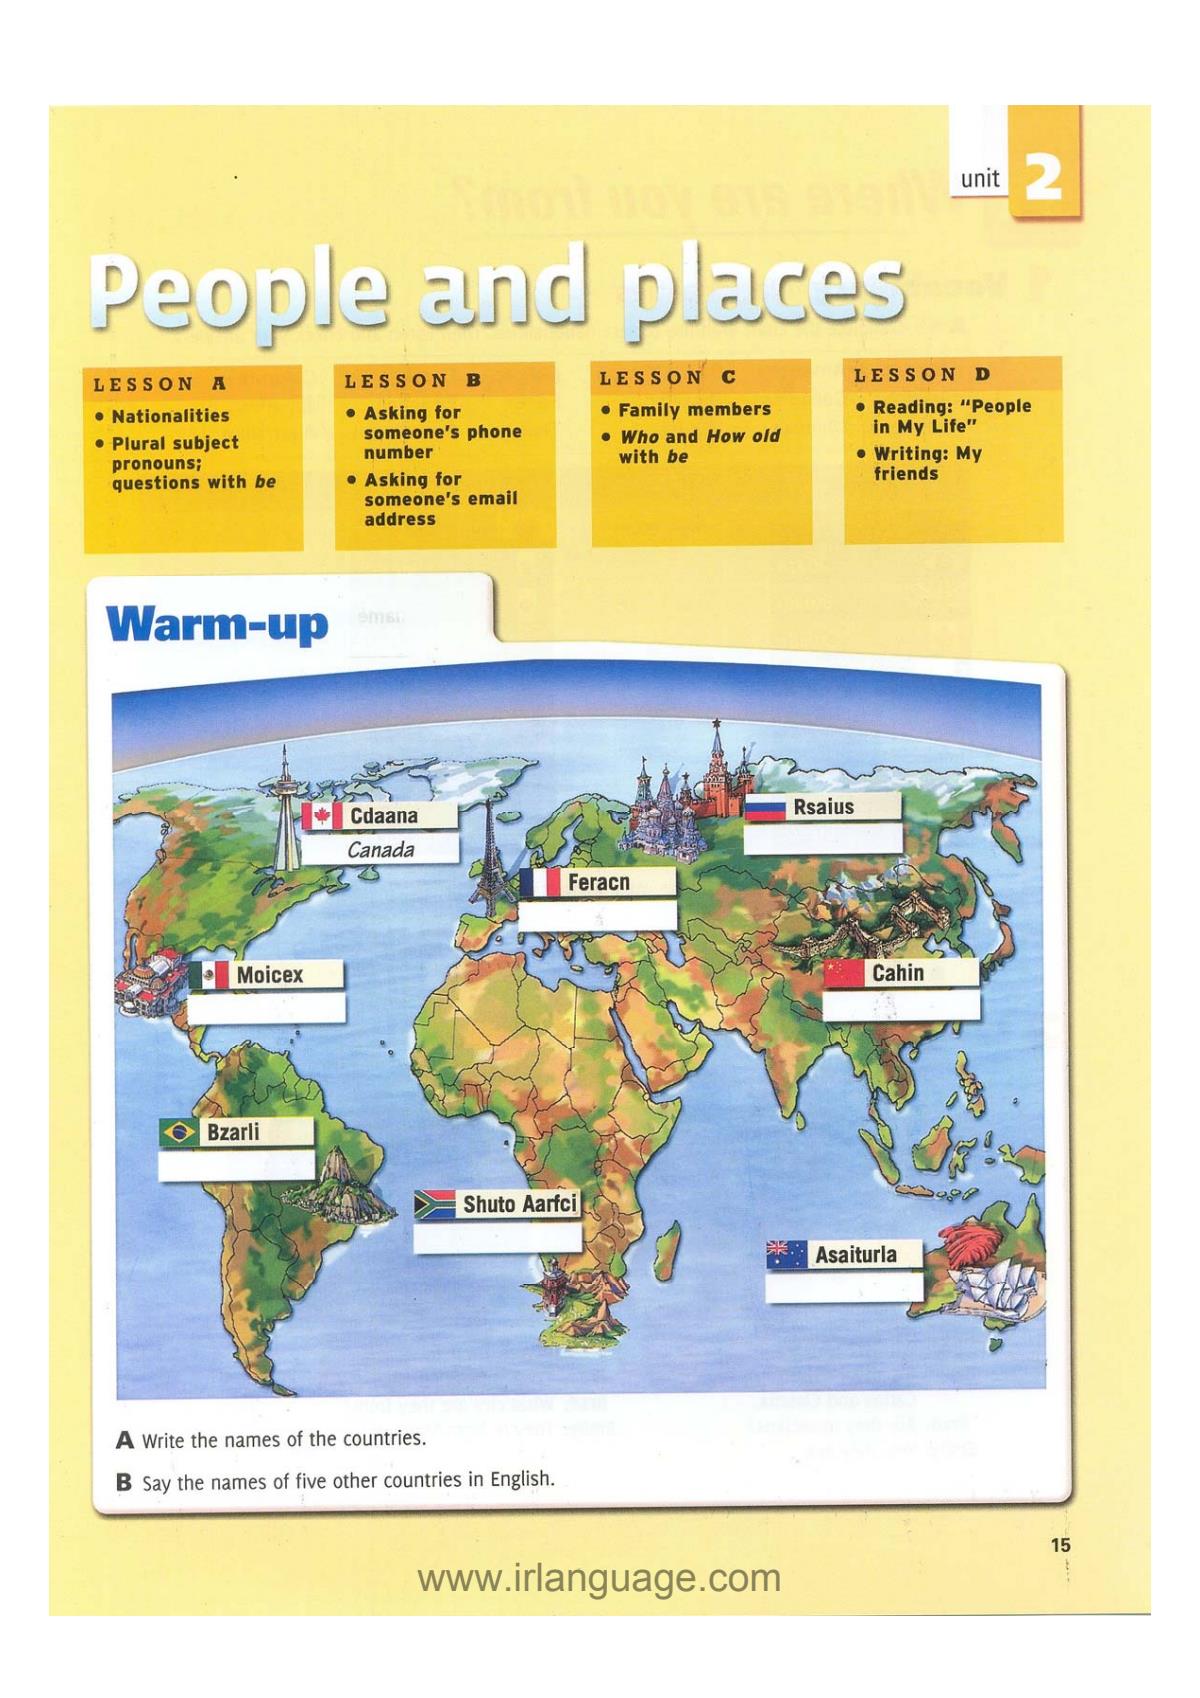 unit 2
People and places
LESSON A
• Nationalities
• Plural subject
pronouns;
questions with be
LESSON B
• Asking for
someone's phone
number
• Asking for
someone's email
address
LESSON C
• Family members
• Who and How old
with be
LESSON D
• Reading: "People
in My Life"
• Writing: My
friends
Warm-up
Cdaana
Canada
Rsaius
Feracn
Moicex
Cahin
Bzarli
Shuto Aarfci
Asaiturla
A Write the names of the countries.
B Say the names of five other countries in English.
15
www.irlanguage.com